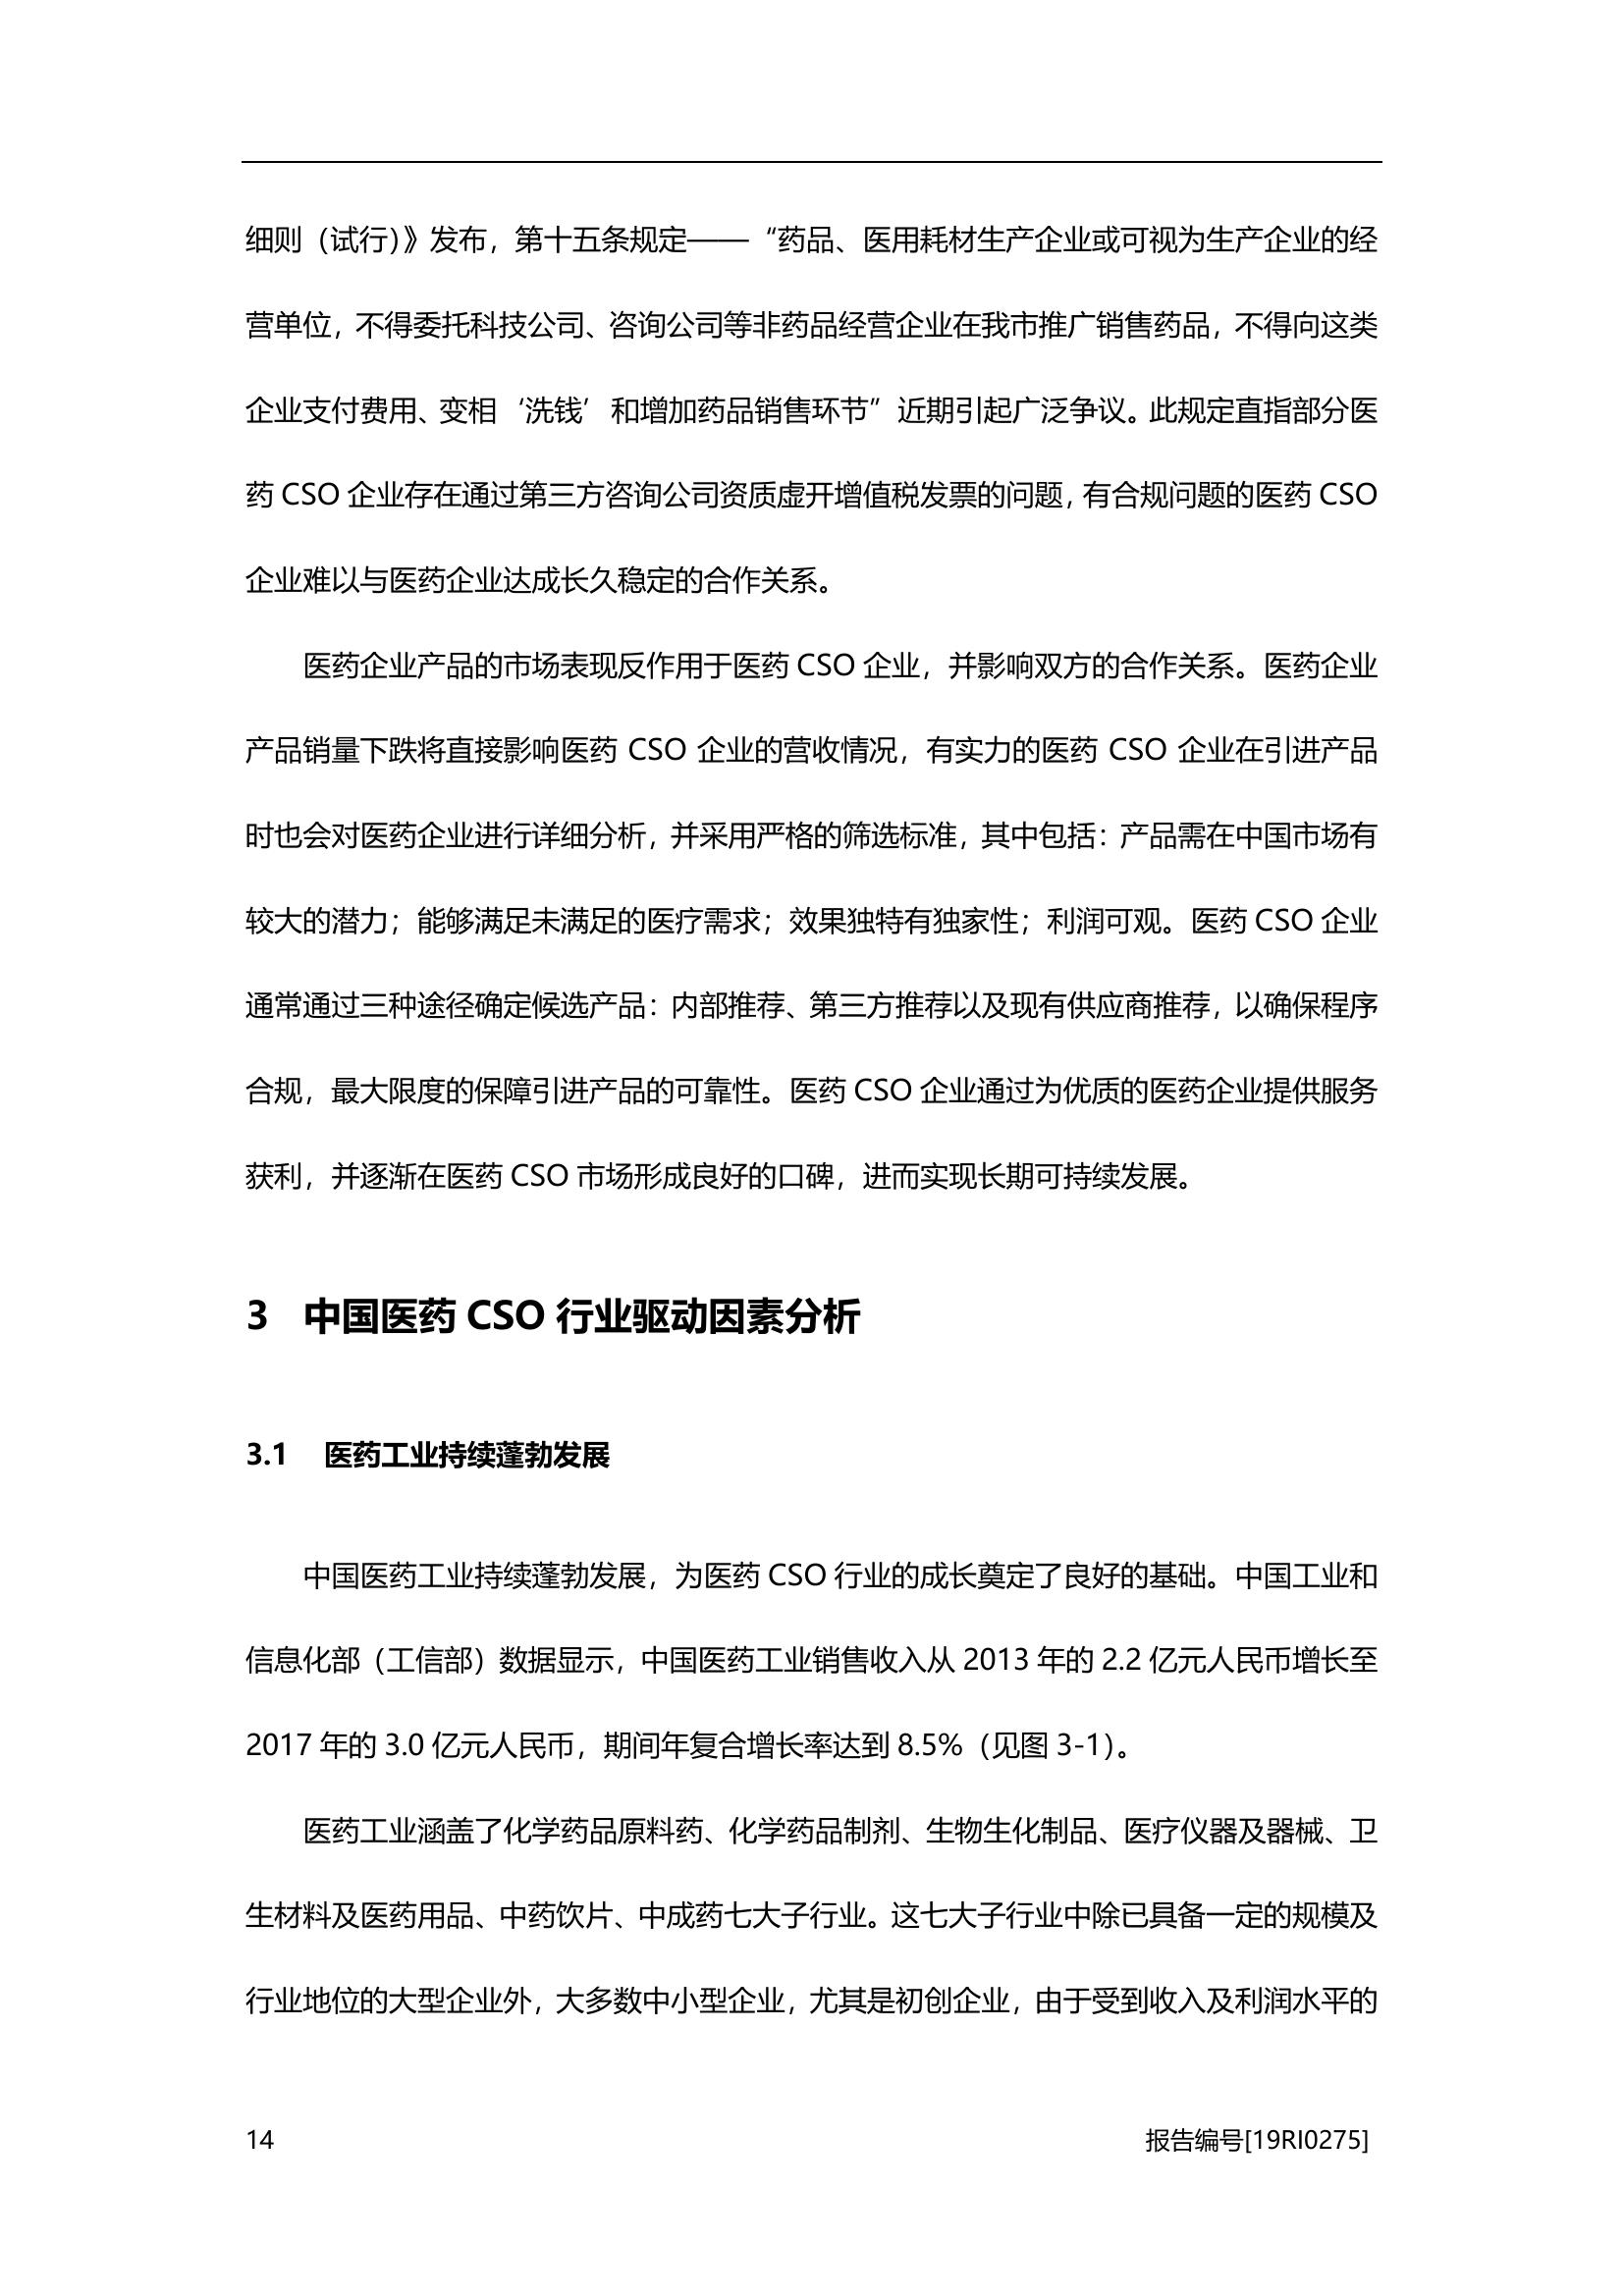 细则（试行）》发布，第十五条规定——“药品、医用耗材生产企业或可视为生产企业的经
营单位，不得委托科技公司、咨询公司等非药品经营企业在我市推广销售药品，不得向这类
企业支付费用、变相‘洗钱’和增加药品销售环节”近期引起广泛争议。此规定直指部分医
药 CSO 企业存在通过第三方咨询公司资质虚开增值税发票的问题，有合规问题的医药 CSO
企业难以与医药企业达成长久稳定的合作关系。
医药企业产品的市场表现反作用于医药 CSO 企业，并影响双方的合作关系。医药企业
产品销量下跌将直接影响医药 CSO 企业的营收情况，有实力的医药 CSO 企业在引进产品
时也会对医药企业进行详细分析，并采用严格的筛选标准，其中包括：产品需在中国市场有
较大的潜力；能够满足未满足的医疗需求；效果独特有独家性；利润可观。医药 CSO 企业
通常通过三种途径确定候选产品：内部推荐、第三方推荐以及现有供应商推荐，以确保程序
合规，最大限度的保障引进产品的可靠性。医药 CSO 企业通过为优质的医药企业提供服务
获利，并逐渐在医药 CSO 市场形成良好的口碑，进而实现长期可持续发展。
3 中国医药 CSO 行业驱动因素分析
3.1 医药工业持续蓬勃发展
中国医药工业持续蓬勃发展，为医药 CSO 行业的成长奠定了良好的基础。中国工业和
信息化部（工信部）数据显示，中国医药工业销售收入从 2013 年的 2.2 亿元人民币增长至
2017 年的 3.0 亿元人民币，期间年复合增长率达到 8.5%（见图 3-1）。
医药工业涵盖了化学药品原料药、化学药品制剂、生物生化制品、医疗仪器及器械、卫
生材料及医药用品、中药饮片、中成药七大子行业。这七大子行业中除已具备一定的规模及
行业地位的大型企业外，大多数中小型企业，尤其是初创企业，由于受到收入及利润水平的
14 报告编号[19RI0275]